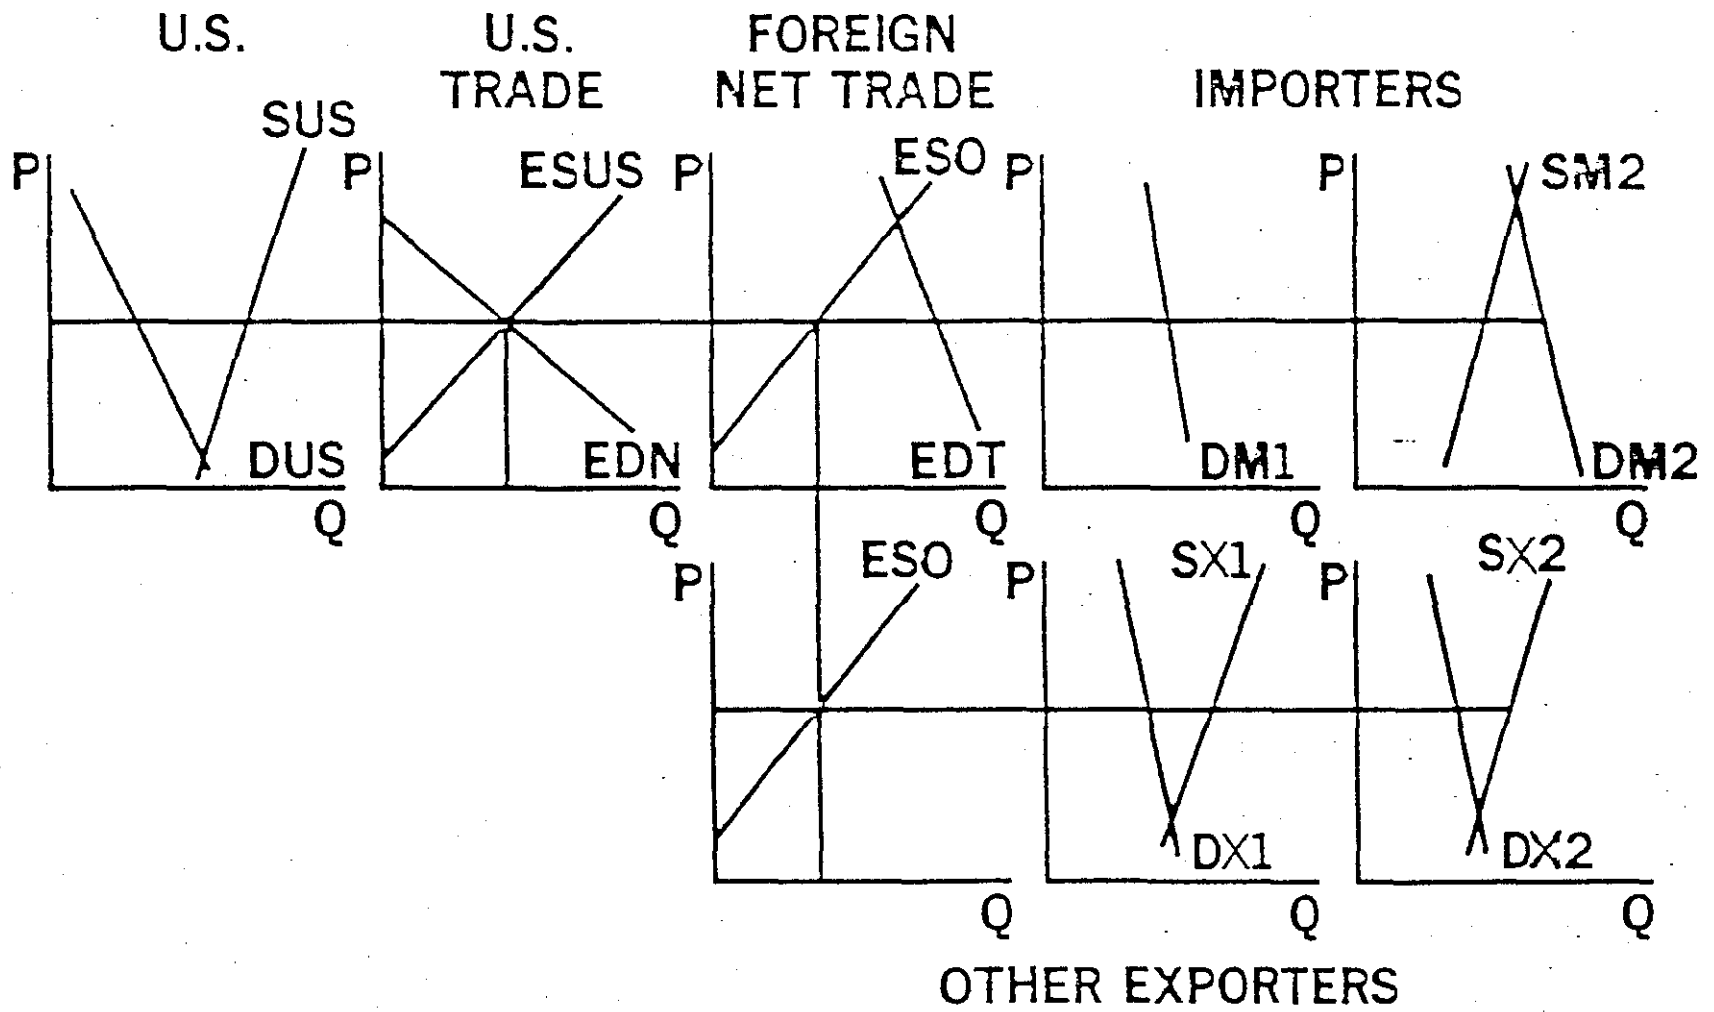 U.S.
U.S.
TRADE
FOREIGN
NET TRADE
IMPORTERS
P
SUS
DUS
Q
P
ESUS
EDN
Q
P
ESO
EDT
Q
P
DM1
Q
P
SM2
DM2
Q
P
ESO
Q
P
SX1
DX1
Q
P
SX2
DX2
Q
OTHER EXPORTERS